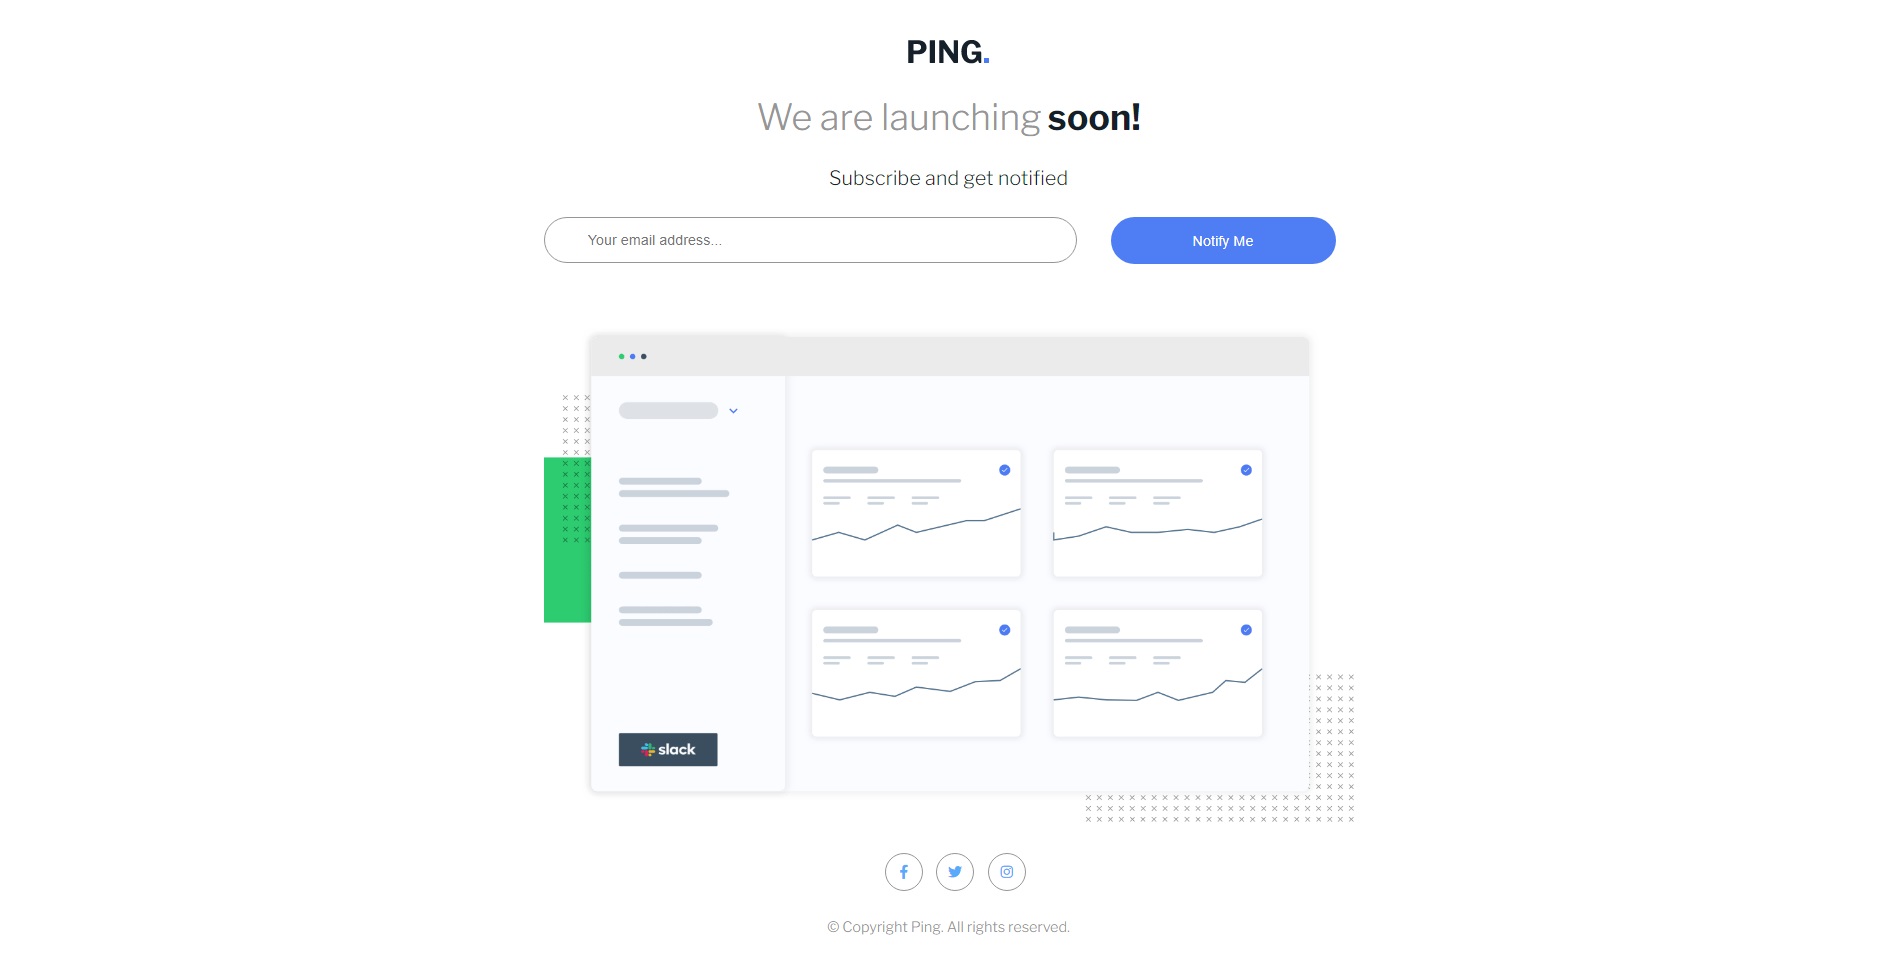 PING.
We are launching soon!
Subscribe and get notified
Your email address...
Notify Me
slack
© Copyright Ping. All rights reserved.